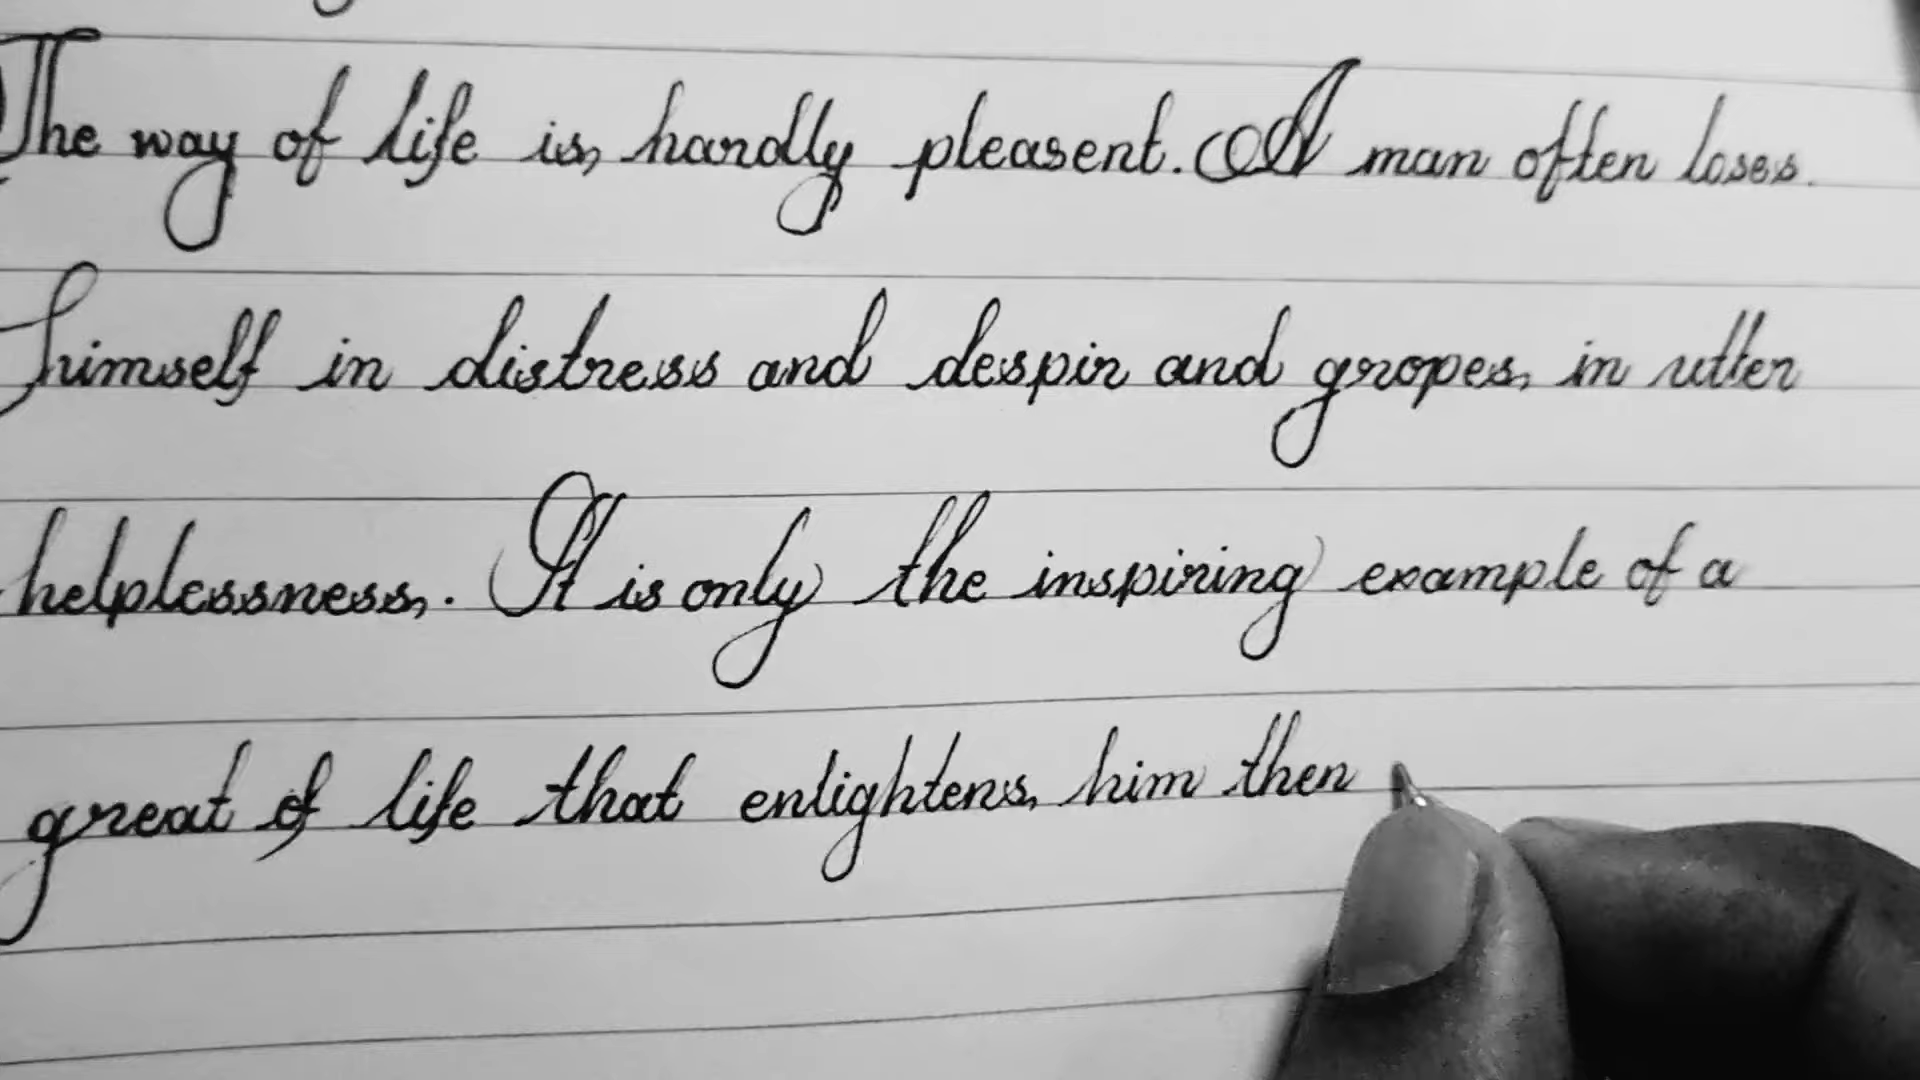 The way of life is hardly pleasent. A man often loses
himself in distress and despir and gropes in utter
helplessness. It is only the inspiring example of a
great of life that enlightens him then